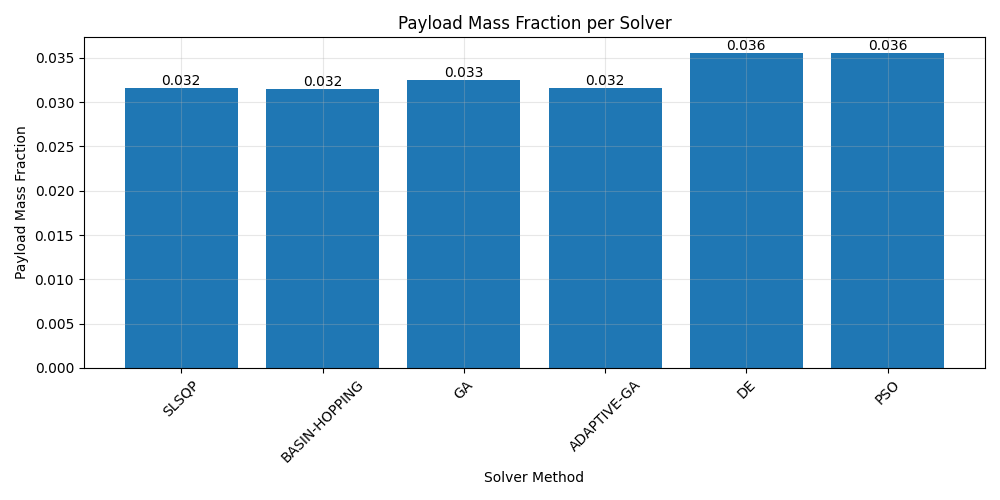 Payload Mass Fraction per Solver
Payload Mass Fraction
0.035
0.030
0.025
0.020
0.015
0.010
0.005
0.000
0.032
0.032
0.033
0.032
0.036
0.036
SLSQP
BASIN-HOPPING
GA
ADAPTIVE-GA
DE
PSO
Solver Method